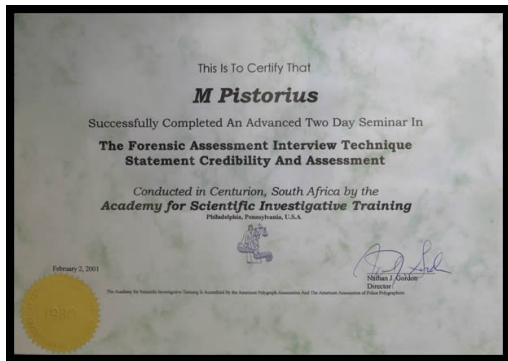 This Is To Certify That
M Pistorius
Successfully Completed An Advanced Two Day Seminar In
The Forensic Assessment Interview Technique
Statement Credibility And Assessment
Conducted in Centurion, South Africa by the
Academy for Scientific Investigative Training
Philadelphia, Pennsylvania, U.S.A.
February 2, 2001
Nathan J. Gordon
Director
The Academy for Scientific Investigative Training Is Accredited by the American Polygraph Association And The American Association of Police Polygraphists
1980